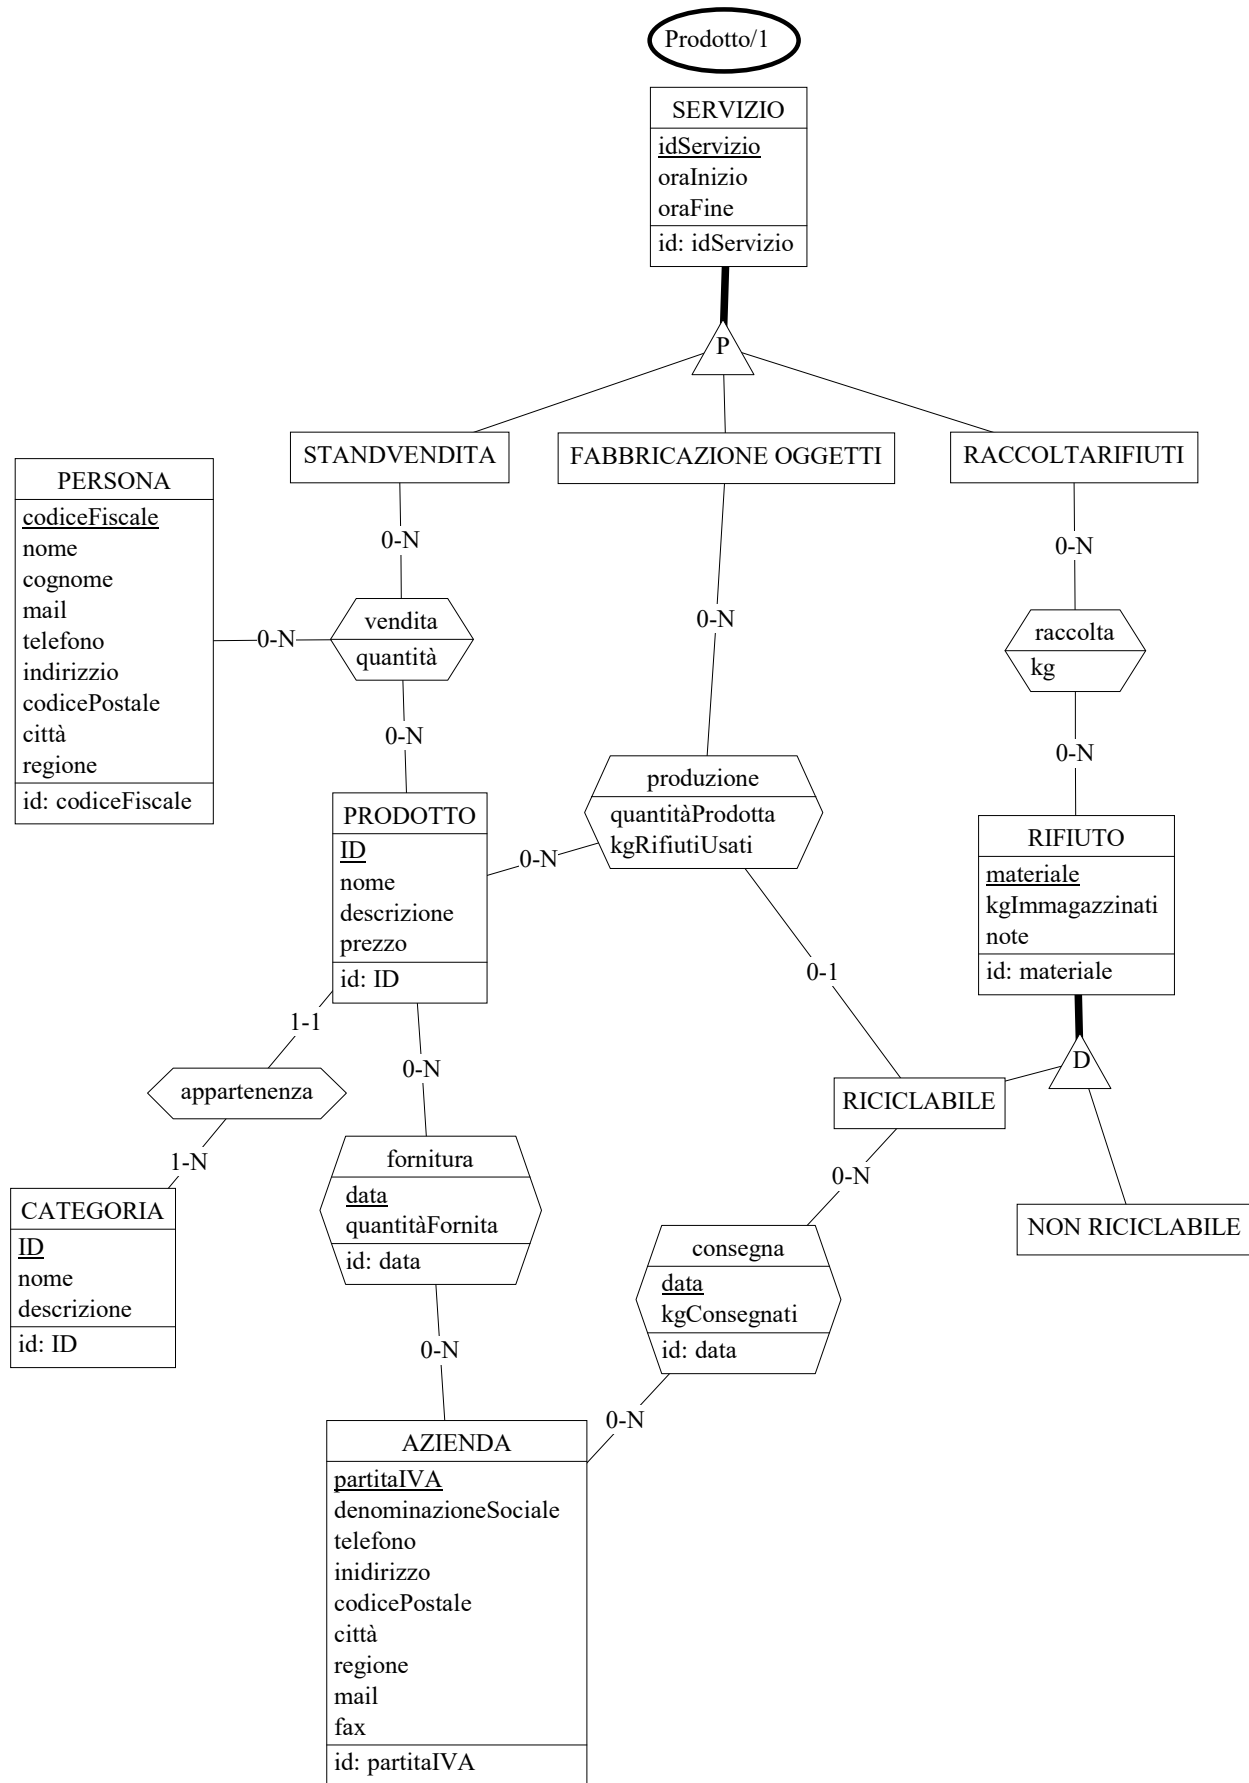 Prodotto/1
SERVIZIO
idServizio
oraInizio
oraFine
id: idServizio
P
STANDVENDITA
FABBRICAZIONE OGGETTI
RACCOLTARIFIUTI
PERSONA
codiceFiscale
nome
cognome
mail
telefono
indirizzio
codicePostale
città
regione
id: codiceFiscale
0-N
0-N
0-N
0-N
vendita
quantità
raccolta
kg
0-N
0-N
produzione
quantitàProdotta
kgRifiutiUsati
PRODOTTO
ID
nome
descrizione
prezzo
id: ID
0-N
RIFIUTO
materiale
kgImmagazzinati
note
id: materiale
0-1
1-1
0-N
D
appartenenza
RICICLABILE
1-N
fornitura
data
quantitàFornita
id: data
0-N
CATEGORIA
ID
nome
descrizione
id: ID
NON RICICLABILE
consegna
data
kgConsegnati
id: data
0-N
0-N
AZIENDA
partitaIVA
denominazioneSociale
telefono
inidirizzo
codicePostale
città
regione
mail
fax
id: partitaIVA